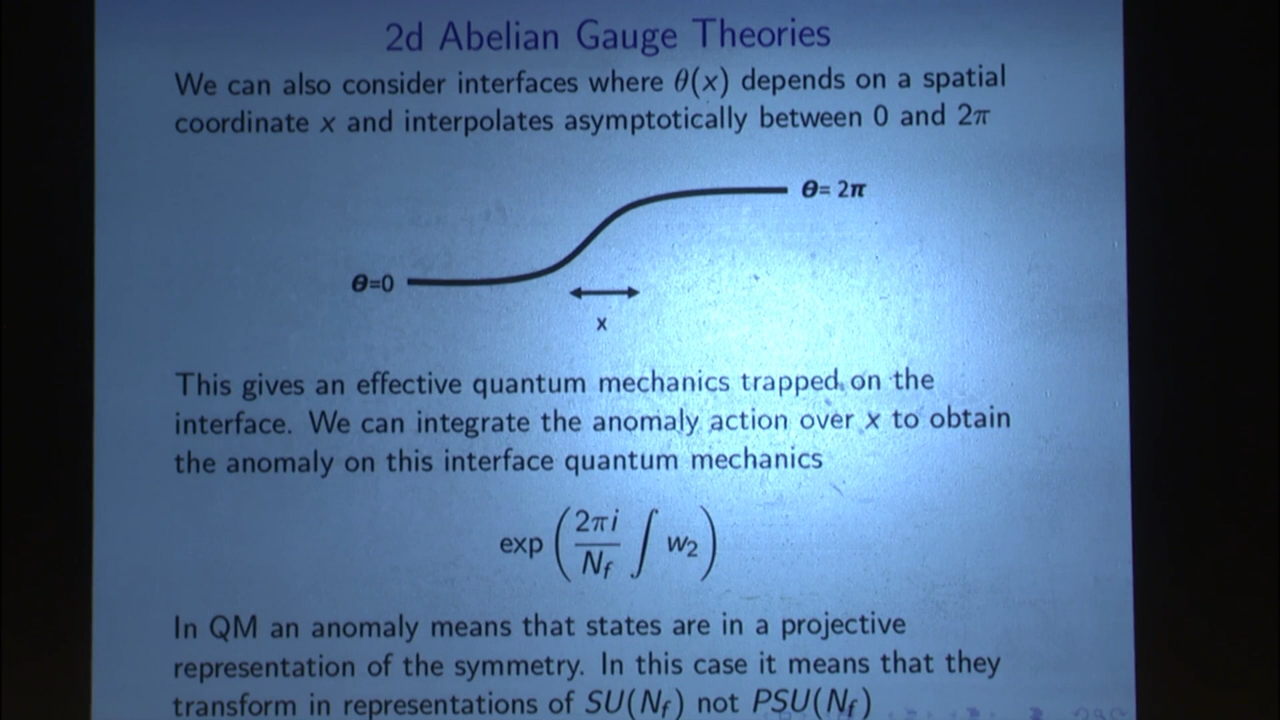 2d Abelian Gauge Theories
We can also consider interfaces where θ(x) depends on a spatial
coordinate x and interpolates asymptotically between 0 and 2π
θ= 2π
θ=0
x
This gives an effective quantum mechanics trapped on the
interface. We can integrate the anomaly action over x to obtain
the anomaly on this interface quantum mechanics
exp ( 2πi / N_f ∫ w_2 )
In QM an anomaly means that states are in a projective
representation of the symmetry. In this case it means that they
transform in representations of SU(N_f) not PSU(N_f)